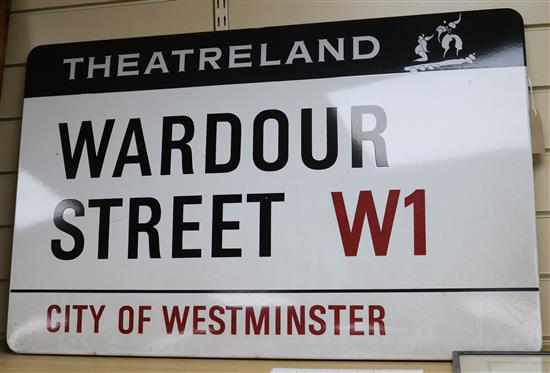 THEATRELAND
WARDOUR
STREET W1
CITY OF WESTMINSTER